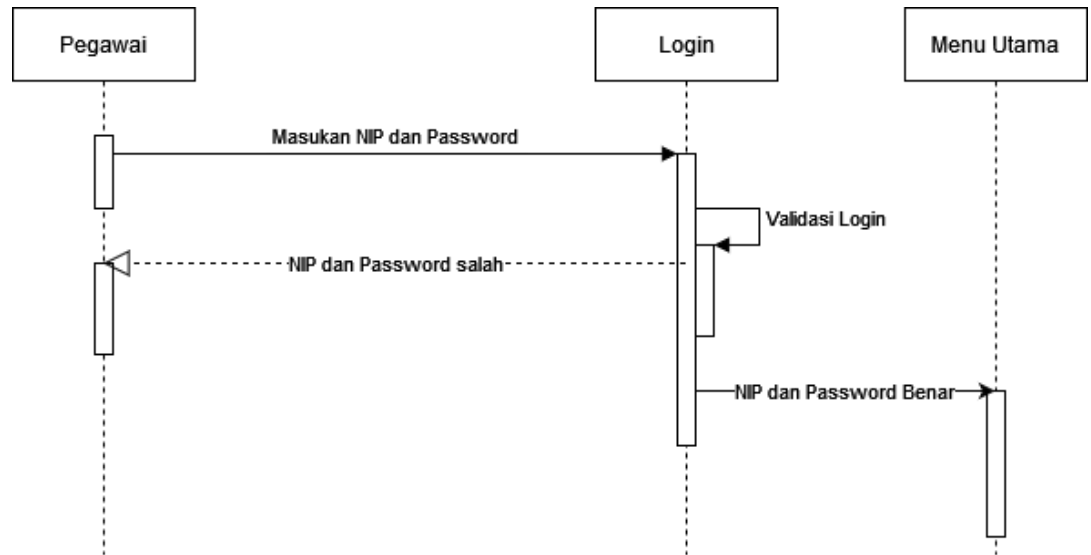 Pegawai
Login
Menu Utama
Masukan NIP dan Password
Validasi Login
NIP dan Password salah
NIP dan Password Benar